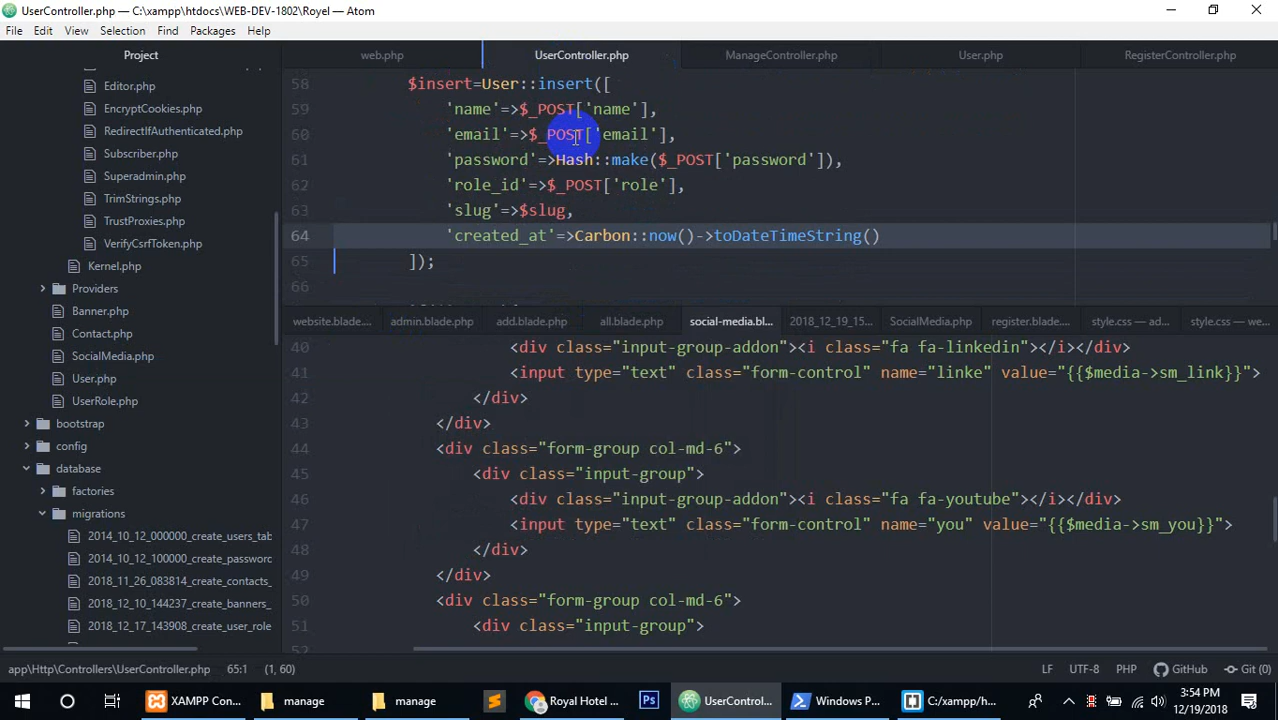 UserController.php — C:\xampp\htdocs\WEB-DEV-1802\Royel — Atom
File Edit View Selection Find Packages Help
Project
Editor.php
EncryptCookies.php
RedirectIfAuthenticated.php
Subscriber.php
Superadmin.php
TrimStrings.php
TrustProxies.php
VerifyCsrfToken.php
Kernel.php
Providers
Banner.php
Contact.php
SocialMedia.php
User.php
UserRole.php
bootstrap
config
database
factories
migrations
2014_10_12_000000_create_users_tab
2014_10_12_100000_create_password
2018_11_26_083814_create_contacts_
2018_12_10_144237_create_banners_
2018_12_17_143908_create_user_role
web.php UserController.php ManageController.php User.php RegisterController.php
58 $insert=User::insert([
59 'name'=>$_POST['name'],
60 'email'=>$_POST['email'],
61 'password'=>Hash::make($_POST['password']),
62 'role_id'=>$_POST['role'],
63 'slug'=>$slug,
64 'created_at'=>Carbon::now()->toDateTimeString()
65 ]);
66
website.blade.... admin.blade.php add.blade.php all.blade.php social-media.bl... 2018_12_19_15... SocialMedia.php register.blade.... style.css — ad... style.css — we...
40 <div class="input-group-addon"><i class="fa fa-linkedin"></i></div>
41 <input type="text" class="form-control" name="linke" value="{{$media->sm_link}}">
42 </div>
43 </div>
44 <div class="form-group col-md-6">
45 <div class="input-group">
46 <div class="input-group-addon"><i class="fa fa-youtube"></i></div>
47 <input type="text" class="form-control" name="you" value="{{$media->sm_you}}">
48 </div>
49 </div>
50 <div class="form-group col-md-6">
51 <div class="input-group">
52
app\Http\Controllers\UserController.php 65:1 (1, 60) LF UTF-8 PHP GitHub Git (0)
XAMPP Con... manage manage Royal Hotel ... Ps UserControl... Windows P... C:/xampp/h... 3:54 PM
12/19/2018